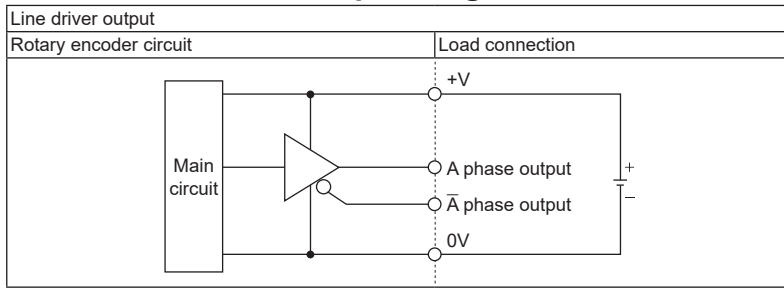 Line driver output
Rotary encoder circuit
Load connection
+V
Main
circuit
A phase output
+
A̅ phase output
−
0V